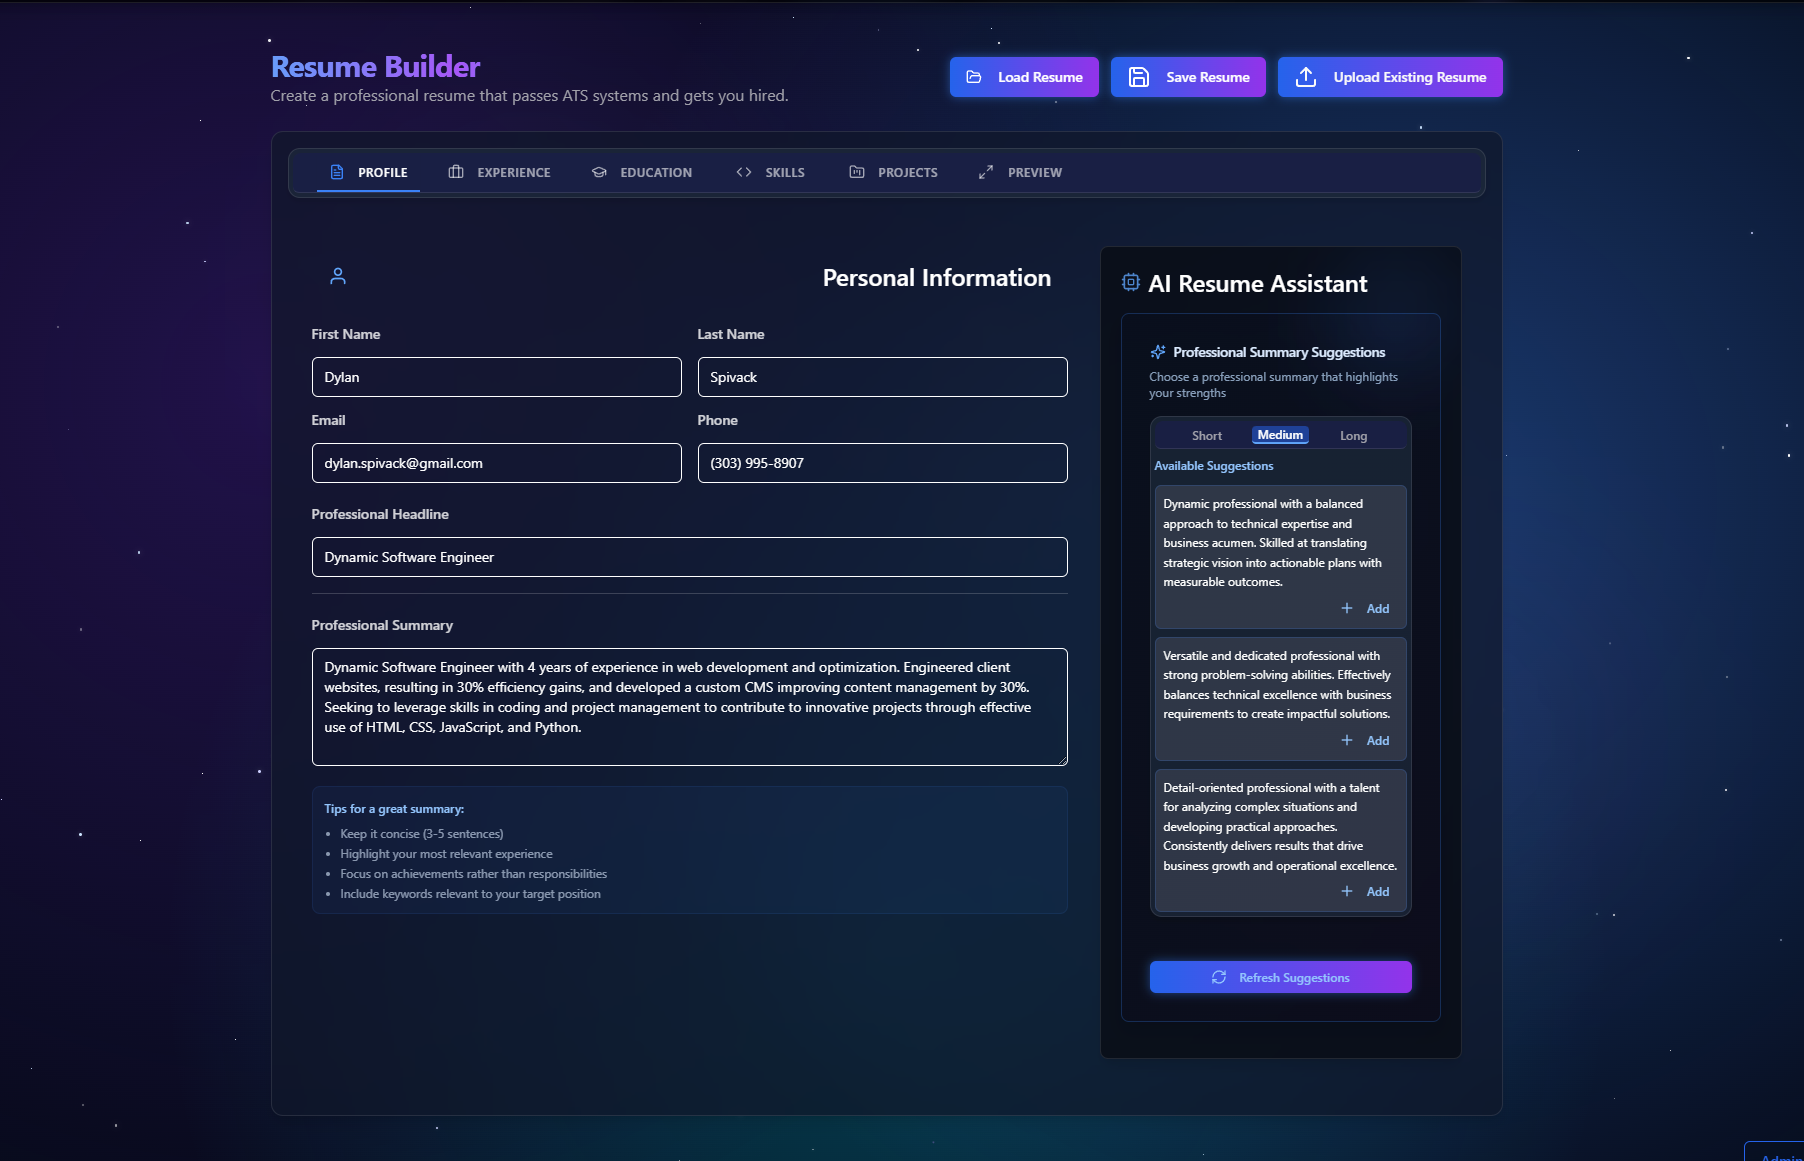 Resume Builder
Create a professional resume that passes ATS systems and gets you hired.
Load Resume
Save Resume
Upload Existing Resume
PROFILE
EXPERIENCE
EDUCATION
SKILLS
PROJECTS
PREVIEW
Personal Information
First Name
Last Name
Dylan
Spivack
Email
Phone
dylan.spivack@gmail.com
(303) 995-8907
Professional Headline
Dynamic Software Engineer
Professional Summary
Dynamic Software Engineer with 4 years of experience in web development and optimization. Engineered client
websites, resulting in 30% efficiency gains, and developed a custom CMS improving content management by 30%.
Seeking to leverage skills in coding and project management to contribute to innovative projects through effective
use of HTML, CSS, JavaScript, and Python.
Tips for a great summary:
• Keep it concise (3-5 sentences)
• Highlight your most relevant experience
• Focus on achievements rather than responsibilities
• Include keywords relevant to your target position
AI Resume Assistant
Professional Summary Suggestions
Choose a professional summary that highlights
your strengths
Short
Medium
Long
Available Suggestions
Dynamic professional with a balanced
approach to technical expertise and
business acumen. Skilled at translating
strategic vision into actionable plans with
measurable outcomes.
+ Add
Versatile and dedicated professional with
strong problem-solving abilities. Effectively
balances technical excellence with business
requirements to create impactful solutions.
+ Add
Detail-oriented professional with a talent
for analyzing complex situations and
developing practical approaches.
Consistently delivers results that drive
business growth and operational excellence.
+ Add
Refresh Suggestions
Admin